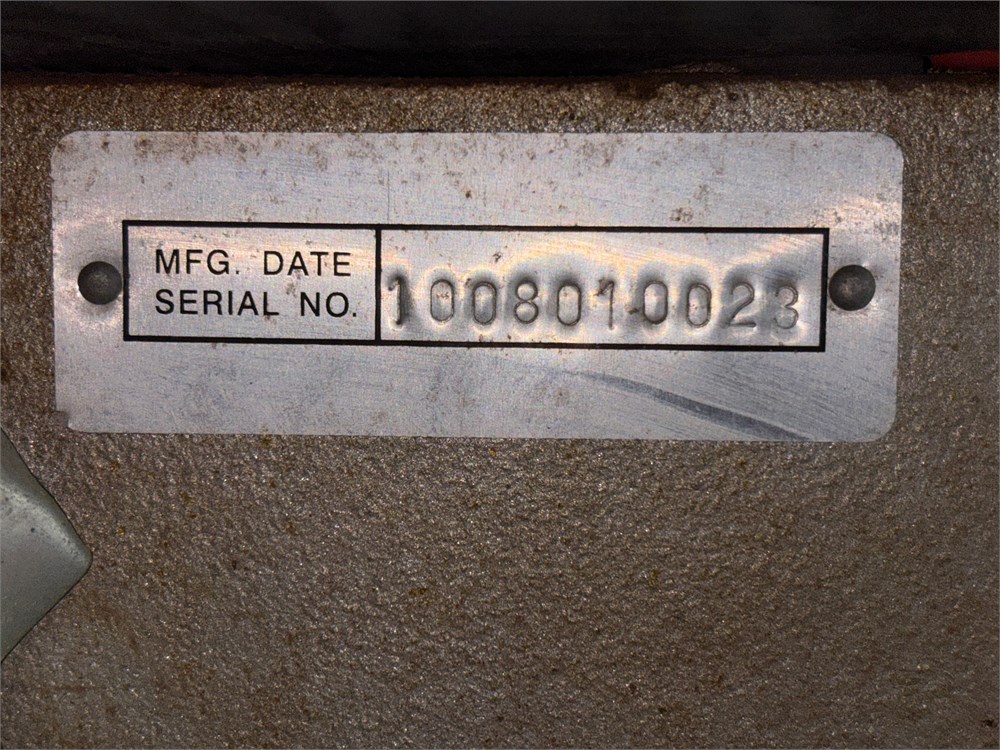 MFG. DATE
SERIAL NO.
1008010023